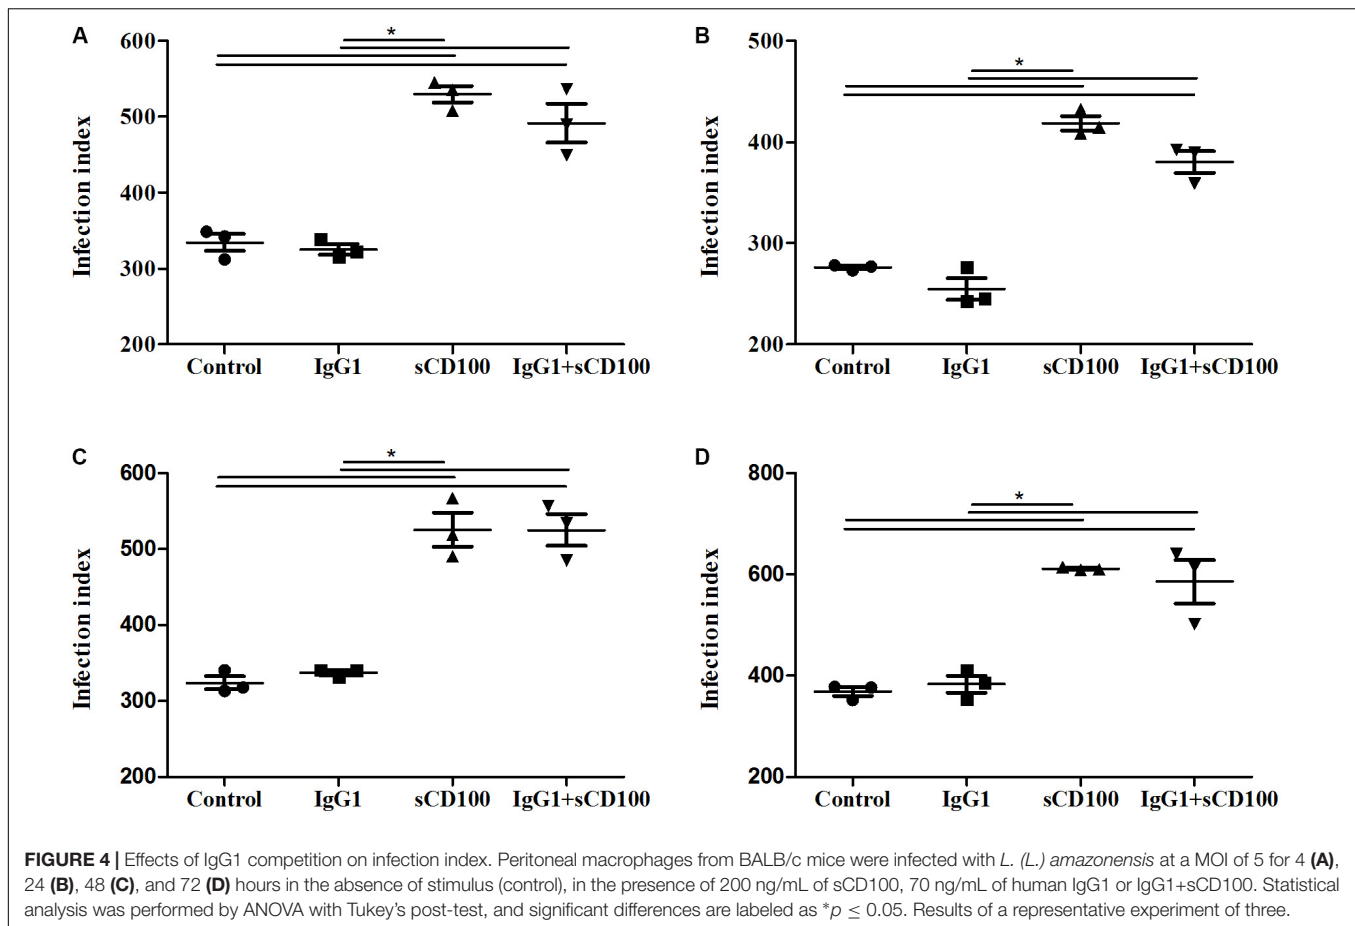 A
*
600
500
400
300
200
Infection index
Control IgG1 sCD100 IgG1+sCD100
B
*
500
400
300
200
Infection index
Control IgG1 sCD100 IgG1+sCD100
C
*
600
500
400
300
200
Infection index
Control IgG1 sCD100 IgG1+sCD100
D
*
800
600
400
200
Infection index
Control IgG1 sCD100 IgG1+sCD100
FIGURE 4 | Effects of IgG1 competition on infection index. Peritoneal macrophages from BALB/c mice were infected with L. (L.) amazonensis at a MOI of 5 for 4 (A),
24 (B), 48 (C), and 72 (D) hours in the absence of stimulus (control), in the presence of 200 ng/mL of sCD100, 70 ng/mL of human IgG1 or IgG1+sCD100. Statistical
analysis was performed by ANOVA with Tukey's post-test, and significant differences are labeled as *p ≤ 0.05. Results of a representative experiment of three.